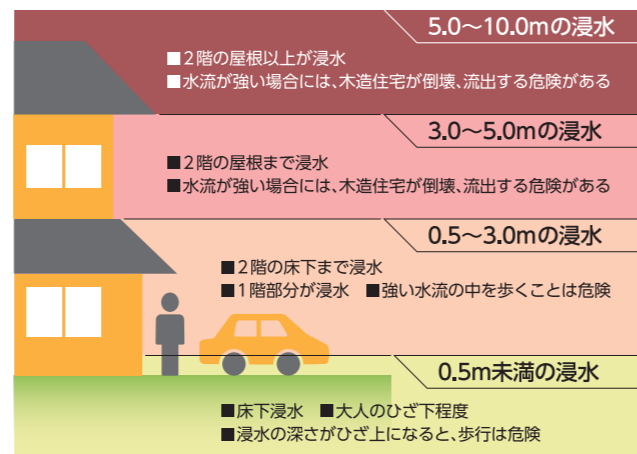 5.0〜10.0mの浸水
■2階の屋根以上が浸水
■水流が強い場合には、木造住宅が倒壊、流出する危険がある
3.0〜5.0mの浸水
■2階の屋根まで浸水
■水流が強い場合には、木造住宅が倒壊、流出する危険がある
0.5〜3.0mの浸水
■2階の床下まで浸水
■1階部分が浸水 ■強い水流の中を歩くことは危険
0.5m未満の浸水
■床下浸水 ■大人のひざ下程度
■浸水の深さがひざ上になると、歩行は危険